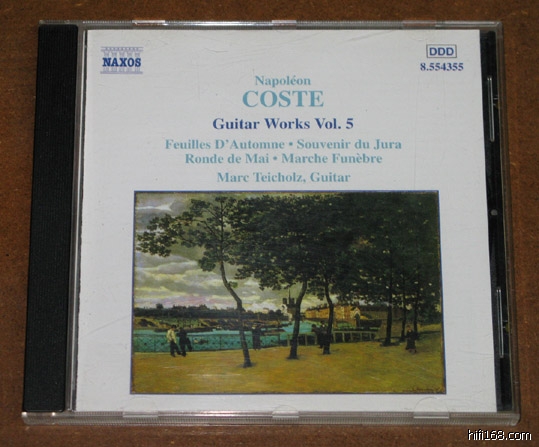 NAXOS
DDD
8.554355
Napoléon
COSTE
Guitar Works Vol. 5
Feuilles D'Automne • Souvenir du Jura
Ronde de Mai • Marche Funèbre
Marc Teicholz, Guitar
hifi168.com